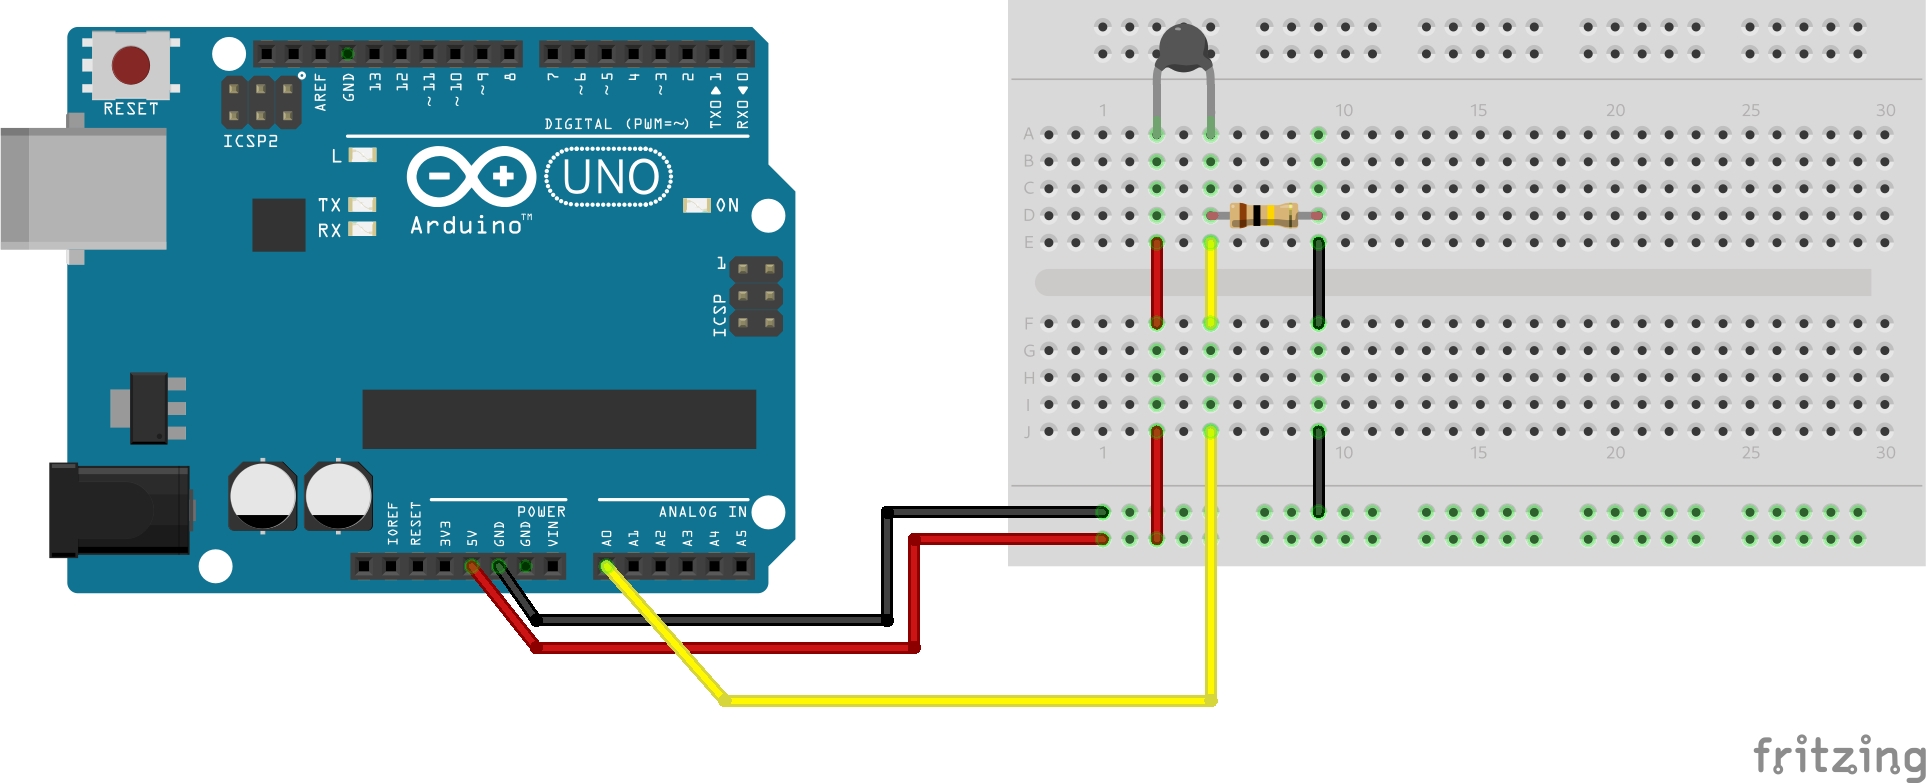 RESET
ICSP2
AREF
GND
13
12
~11
~10
~9
8
7
~6
~5
4
~3
2
TX0▶1
RX0◀0
DIGITAL (PWM=~)
L
TX
RX
UNO
Arduino™
ON
1
ICSP
IOREF
RESET
3V3
5V
GND
GND
VIN
POWER
A0
A1
A2
A3
A4
A5
ANALOG IN
1 10 15 20 25 30
A
B
C
D
E
F
G
H
I
J
1 10 15 20 25 30
fritzing